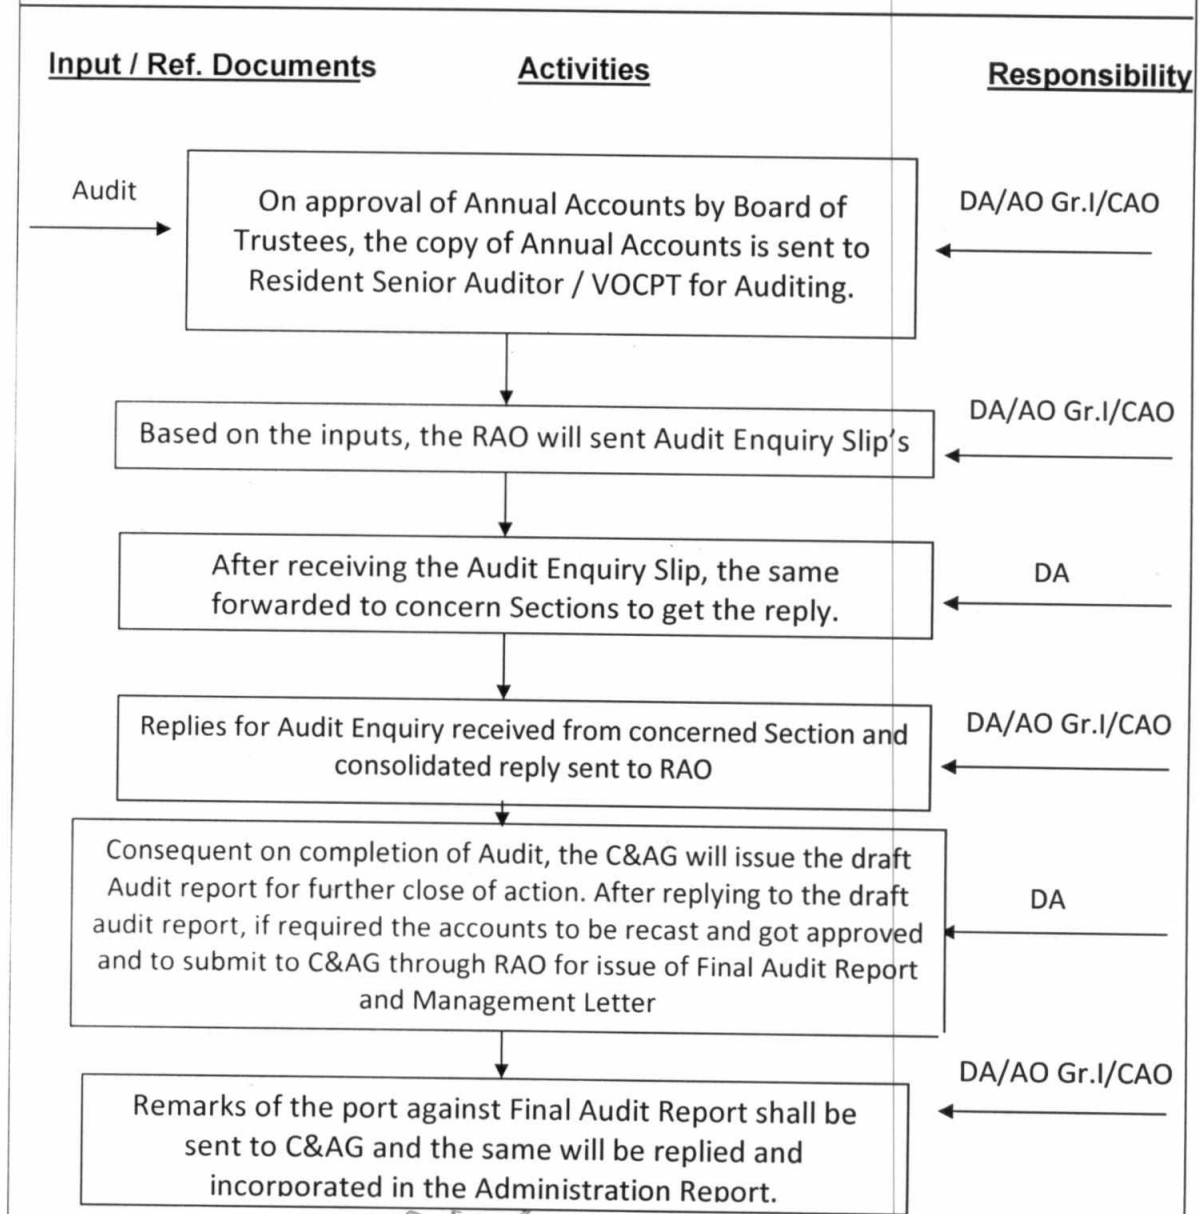 Input / Ref. Documents
Activities
Responsibility
Audit
On approval of Annual Accounts by Board of
Trustees, the copy of Annual Accounts is sent to
Resident Senior Auditor / VOCPT for Auditing.
DA/AO Gr.I/CAO
Based on the inputs, the RAO will sent Audit Enquiry Slip's
DA/AO Gr.I/CAO
After receiving the Audit Enquiry Slip, the same
forwarded to concern Sections to get the reply.
DA
Replies for Audit Enquiry received from concerned Section and
consolidated reply sent to RAO
DA/AO Gr.I/CAO
Consequent on completion of Audit, the C&AG will issue the draft
Audit report for further close of action. After replying to the draft
audit report, if required the accounts to be recast and got approved
and to submit to C&AG through RAO for issue of Final Audit Report
and Management Letter
DA
Remarks of the port against Final Audit Report shall be
sent to C&AG and the same will be replied and
incorporated in the Administration Report.
DA/AO Gr.I/CAO